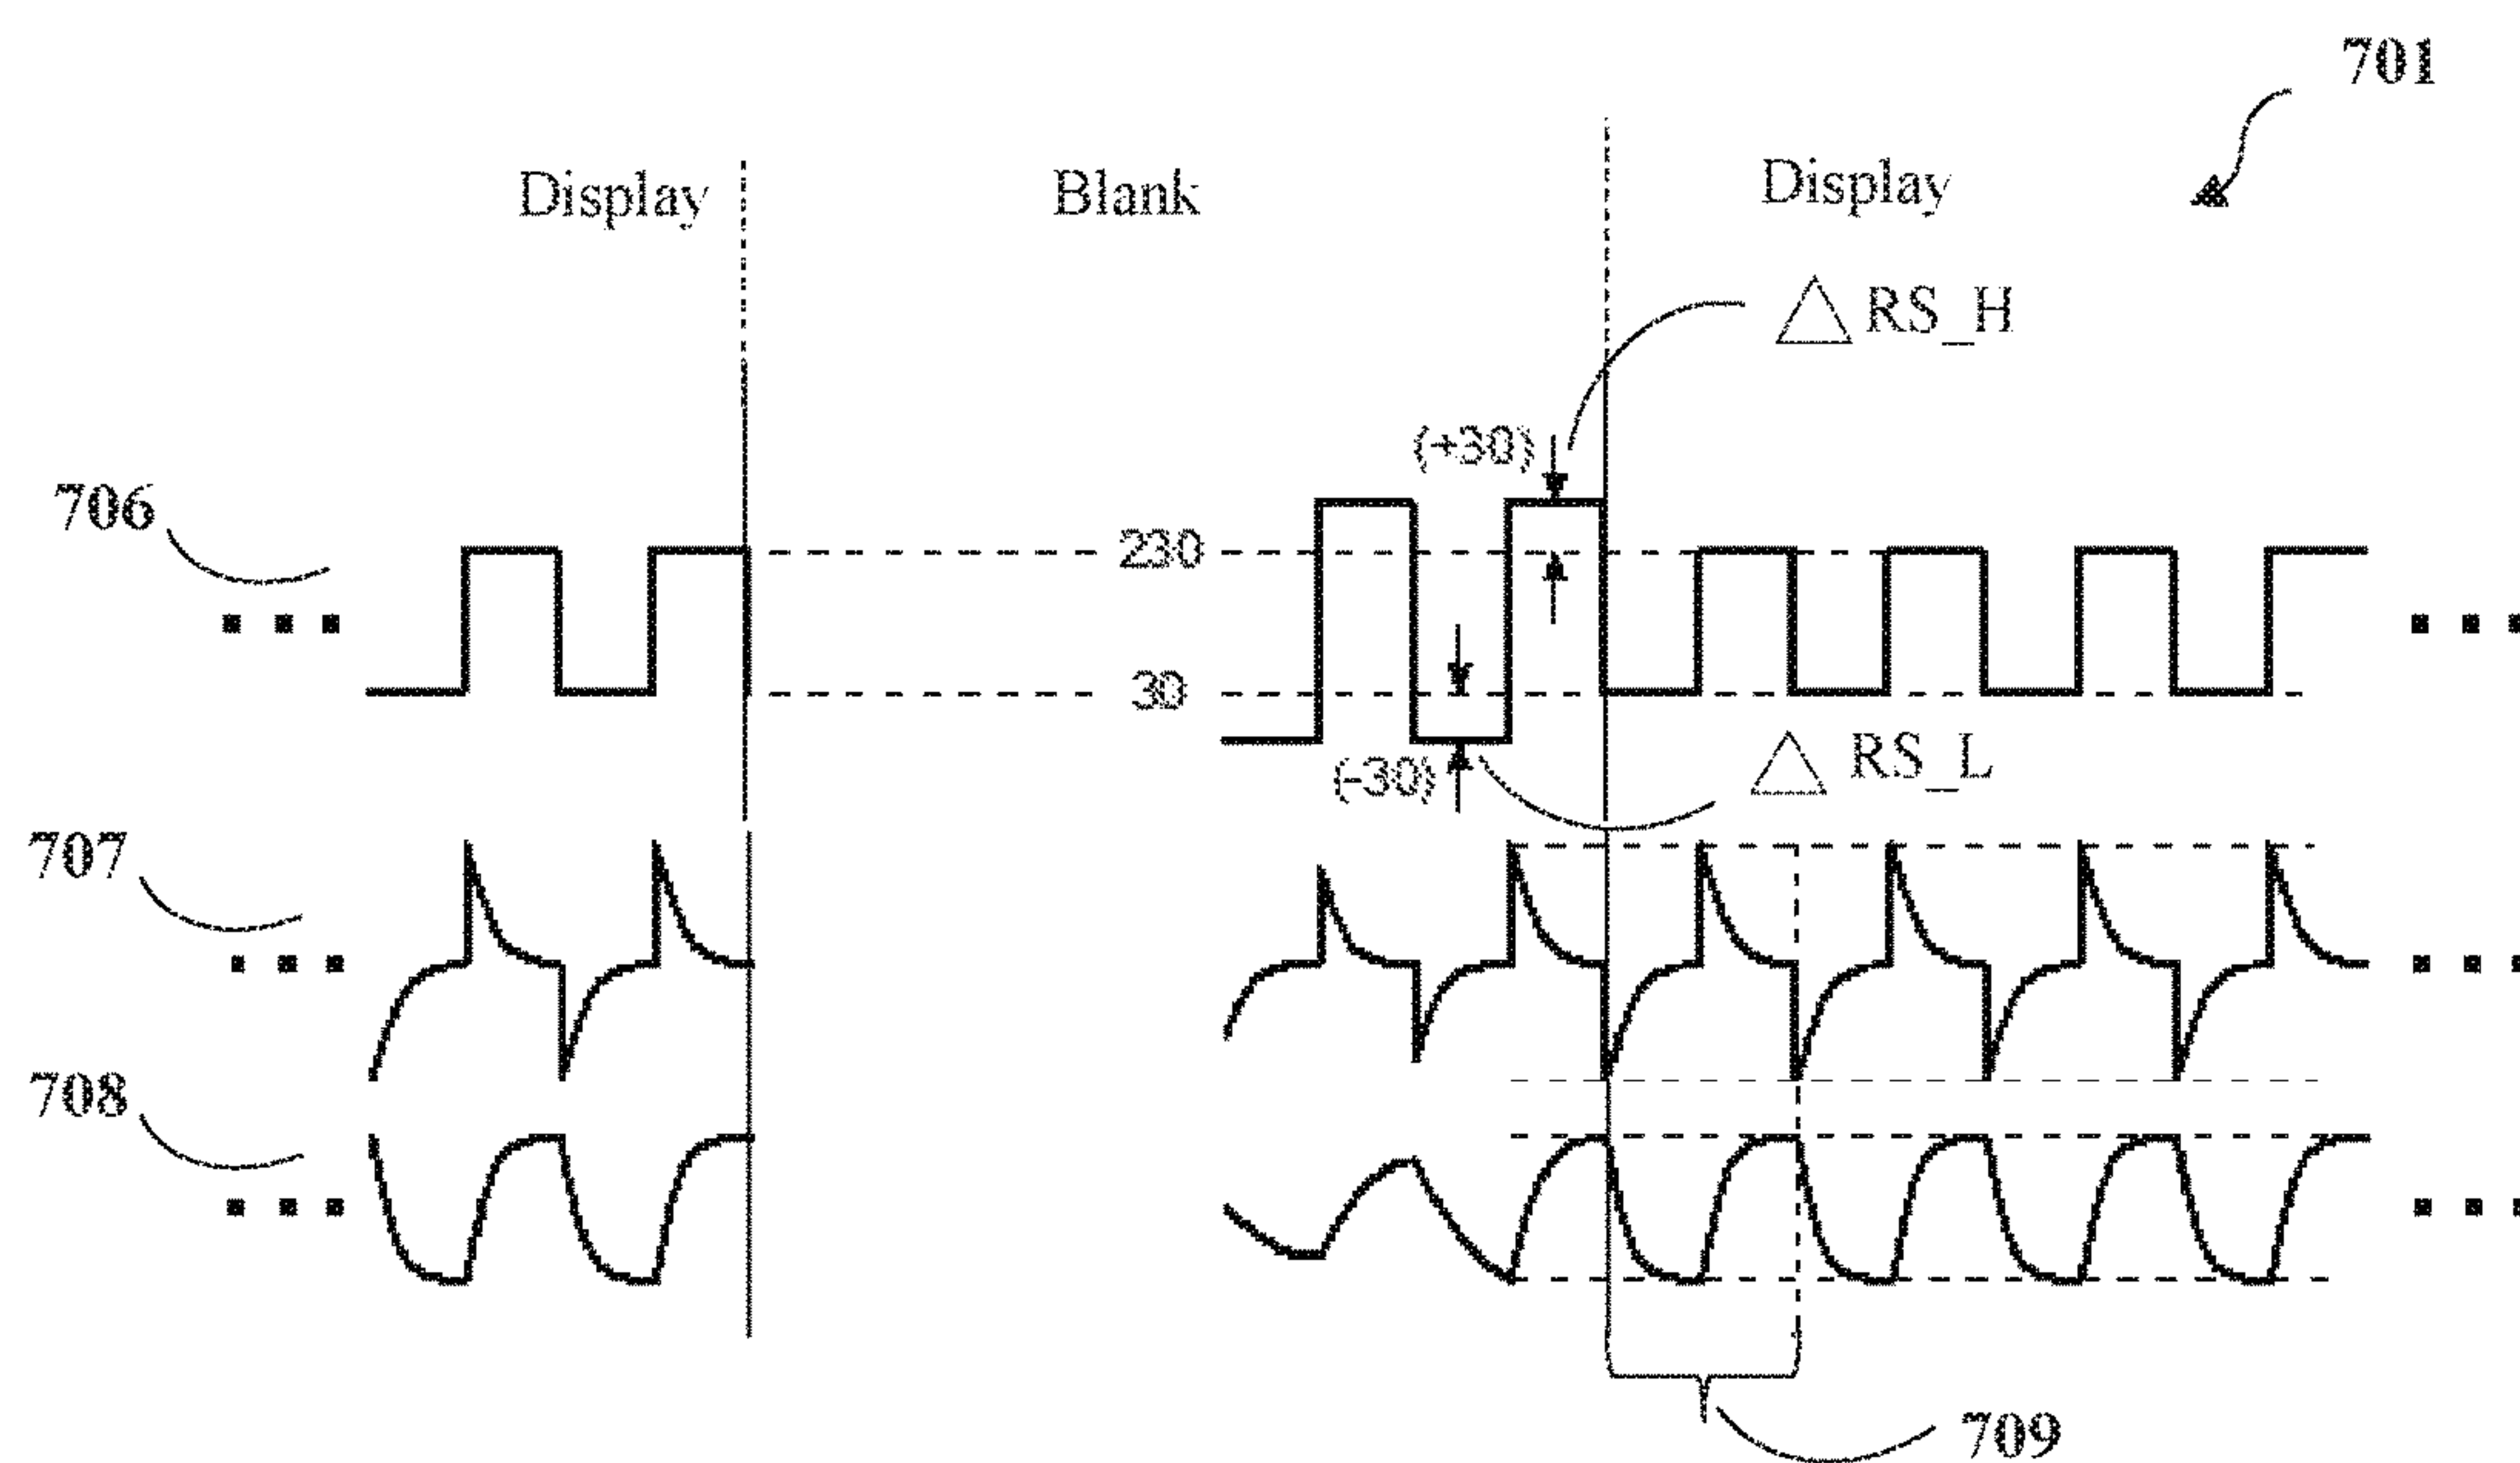 701
Display
Blank
Display
△ RS_H
(+30)
706
230
30
△ RS_L
(-30)
707
708
709